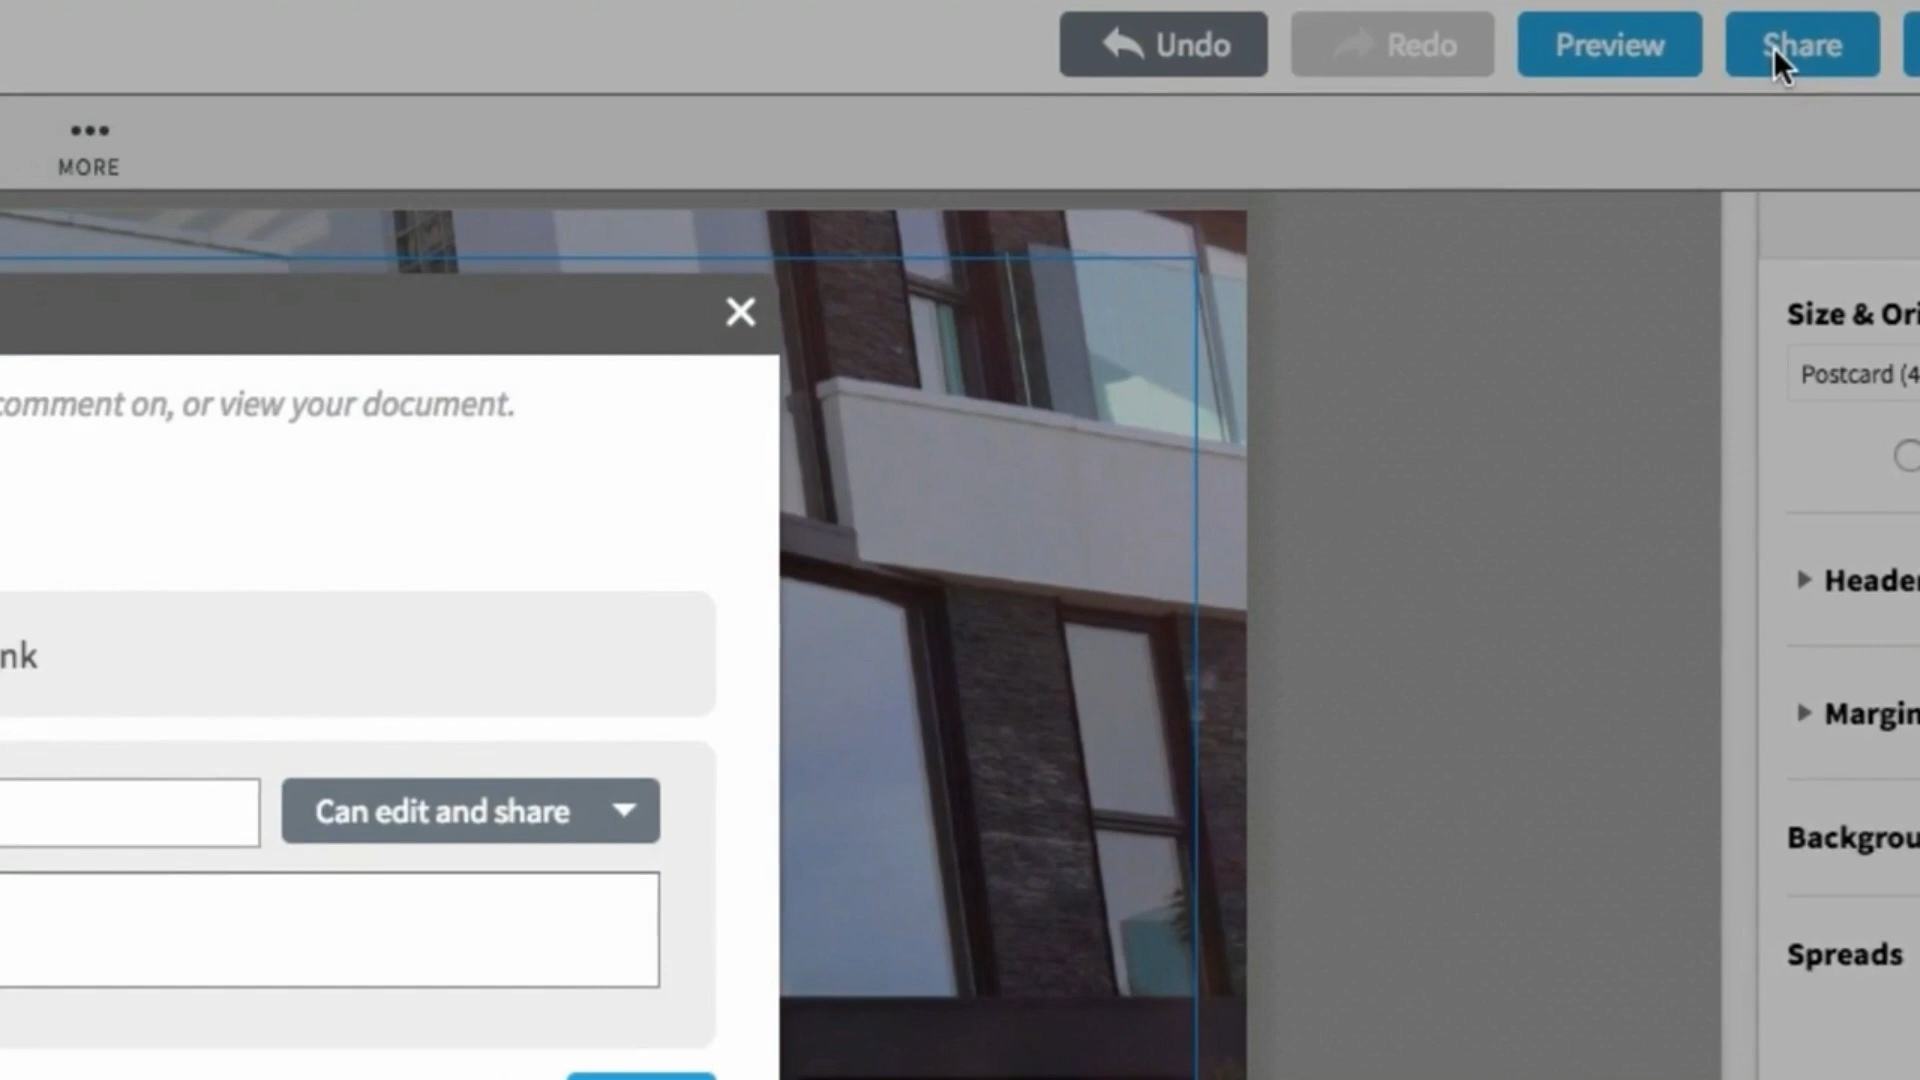 Undo
Redo
Preview
Share
MORE
comment on, or view your document.
nk
Can edit and share
Size & Ori
Postcard (4
Header
Margin
Backgrou
Spreads